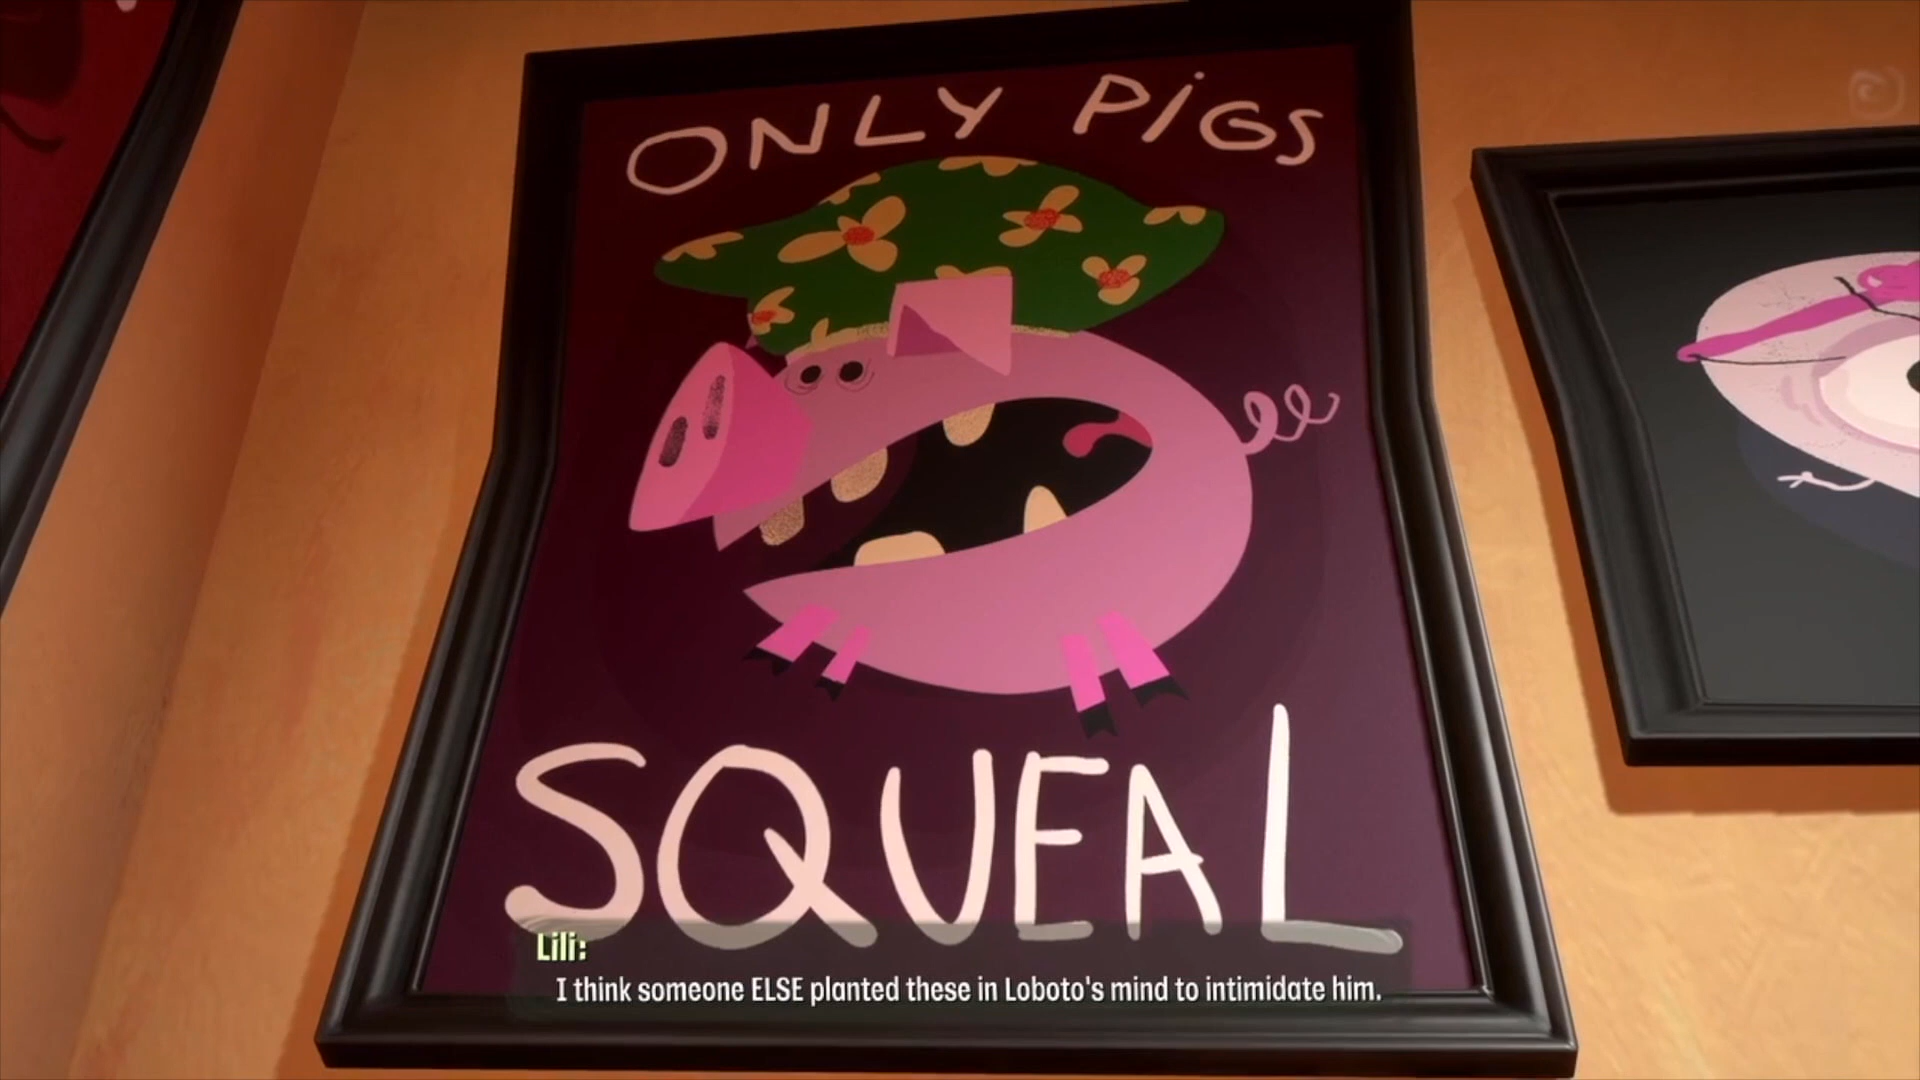 ONLY PiGS
SQUEAL
Lili:
I think someone ELSE planted these in Loboto's mind to intimidate him.